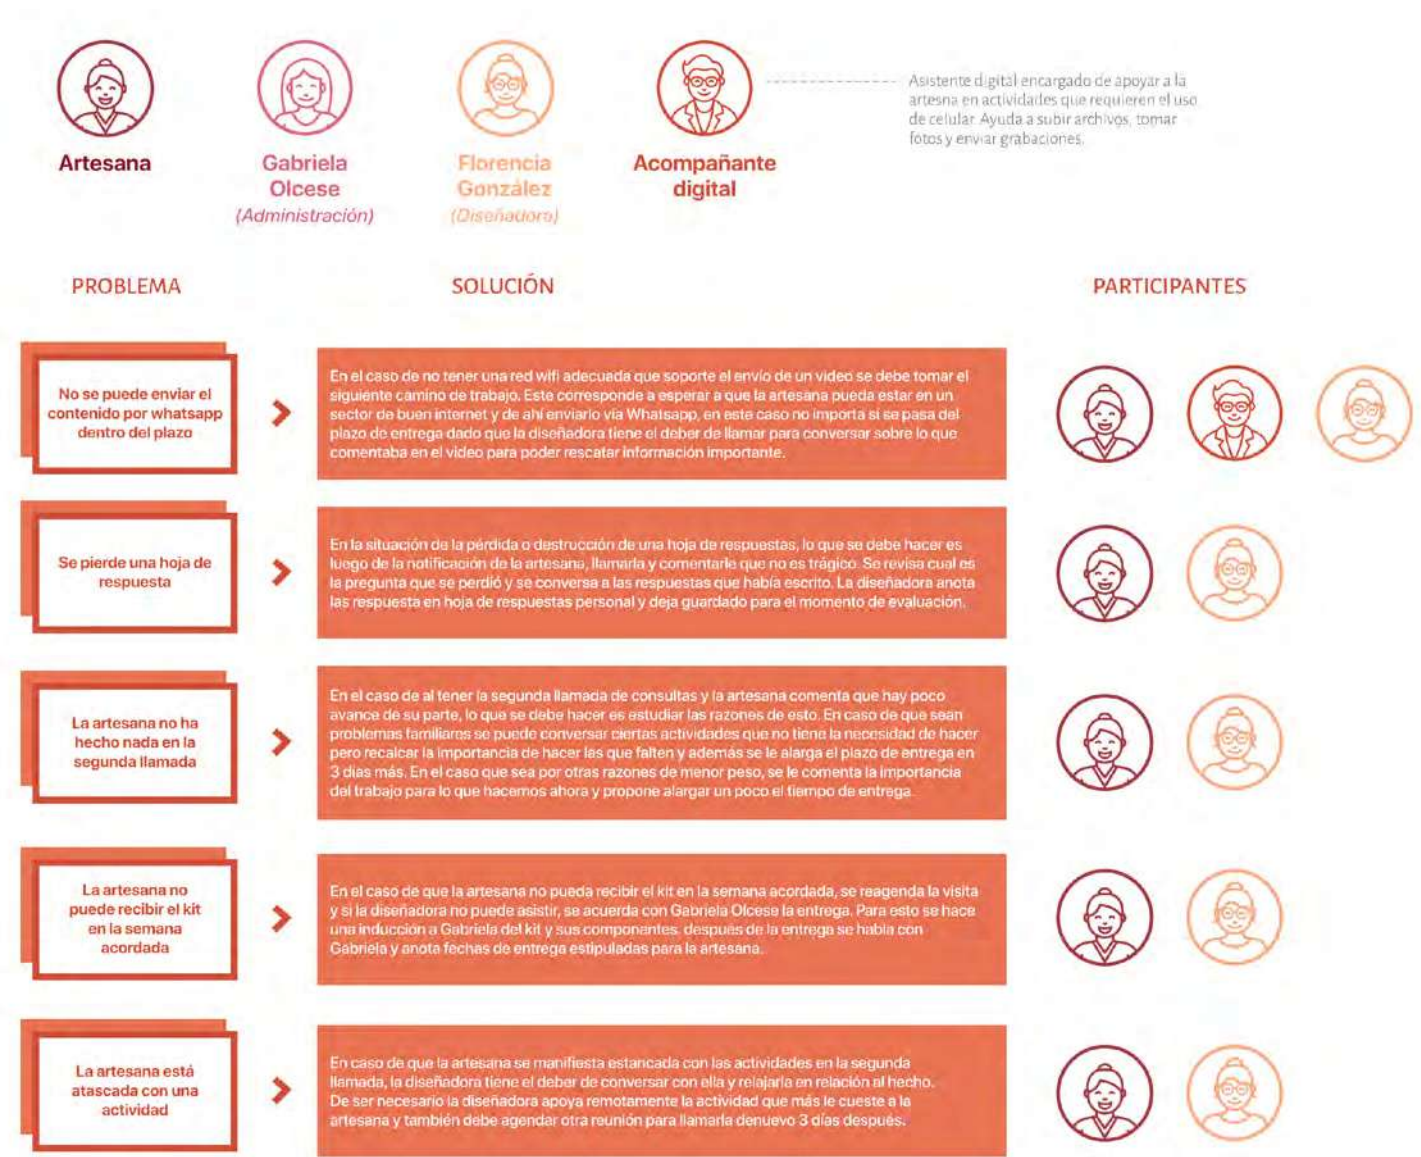 Artesana
Gabriela
Olcese
(Administración)
Florencia
González
(Diseñadora)
Acompañante
digital
Asistente digital encargado de apoyar a la
artesna en actividades que requieren el uso
de celular. Ayuda a subir archivos, tomar
fotos y enviar grabaciones.
PROBLEMA
SOLUCIÓN
PARTICIPANTES
No se puede enviar el
contenido por whatsapp
dentro del plazo
En el caso de no tener una red wifi adecuada que soporte el envío de un video se debe tomar el
siguiente camino de trabajo. Este corresponde a esperar a que la artesana pueda estar en un
sector de buen internet y de ahí enviarlo vía Whatsapp, en este caso no importa si se pasa del
plazo de entrega dado que la diseñadora tiene el deber de llamar para conversar sobre lo que
comentaba en el video para poder rescatar información importante.
Se pierde una hoja de
respuesta
En la situación de la pérdida o destrucción de una hoja de respuestas, lo que se debe hacer es
luego de la notificación de la artesana, llamarla y comentarle que no es trágico. Se revisa cual es
la pregunta que se perdió y se conversa a las respuestas que había escrito. La diseñadora anota
las respuesta en hoja de respuestas personal y deja guardado para el momento de evaluación.
La artesana no ha
hecho nada en la
segunda llamada
En el caso de al tener la segunda llamada de consultas y la artesana comenta que hay poco
avance de su parte, lo que se debe hacer es estudiar las razones de esto. En caso de que sean
problemas familiares se puede conversar ciertas actividades que no tiene la necesidad de hacer
pero recalcar la importancia de hacer las que falten y además se le alarga el plazo de entrega en
3 días más. En el caso que sea por otras razones de menor peso, se le comenta la importancia
del trabajo para lo que hacemos ahora y propone alargar un poco el tiempo de entrega.
La artesana no
puede recibir el kit
en la semana
acordada
En el caso de que la artesana no pueda recibir el kit en la semana acordada, se reagenda la visita
y si la diseñadora no puede asistir, se acuerda con Gabriela Olcese la entrega. Para esto se hace
una inducción a Gabriela del kit y sus componentes. después de la entrega se habla con
Gabriela y anota fechas de entrega estipuladas para la artesana.
La artesana está
atascada con una
actividad
En caso de que la artesana se manifiesta estancada con las actividades en la segunda
llamada, la diseñadora tiene el deber de conversar con ella y relajarla en relación al hecho.
De ser necesario la diseñadora apoya remotamente la actividad que más le cueste a la
artesana y también debe agendar otra reunión para llamarla denuevo 3 días después.